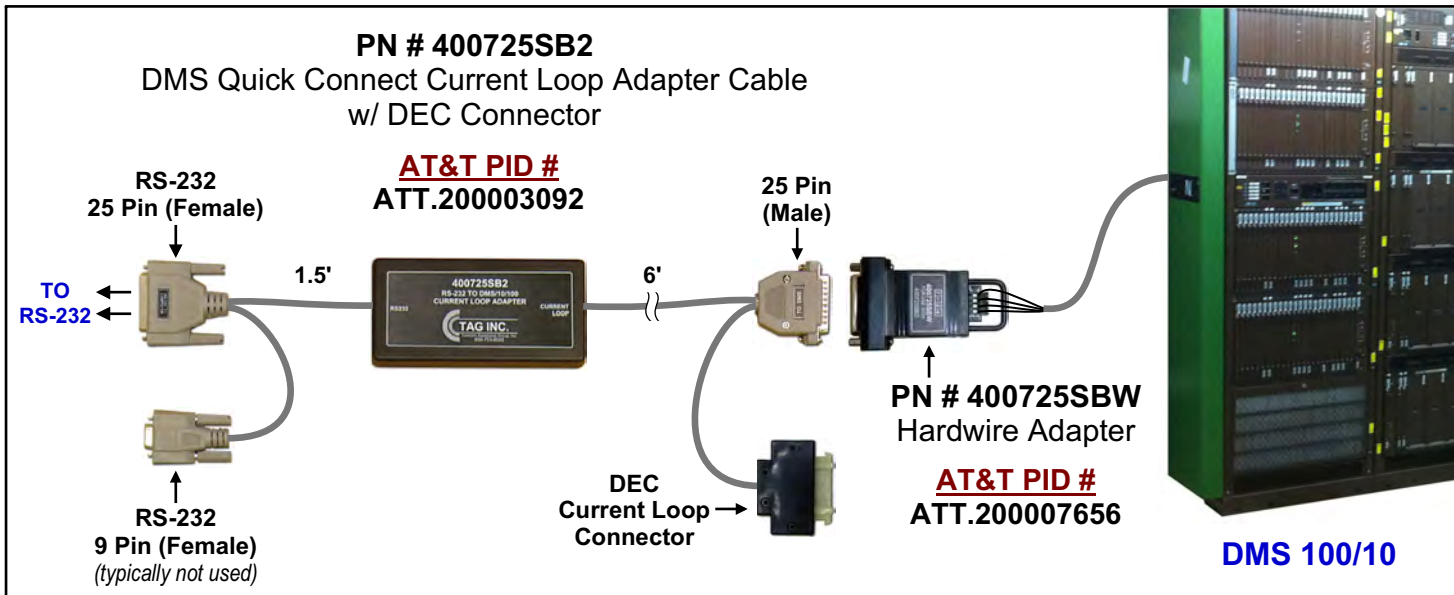 PN # 400725SB2
DMS Quick Connect Current Loop Adapter Cable
w/ DEC Connector
AT&T PID #
ATT.200003092
RS-232
25 Pin (Female)
25 Pin
(Male)
TO
RS-232
1.5'
6'
400725SB2
RS-232 TO DMS/10/100
CURRENT LOOP ADAPTER
RS232
CURRENT
LOOP
TAG INC.
PN # 400725SBW
Hardwire Adapter
AT&T PID #
ATT.200007656
DEC
Current Loop
Connector
RS-232
9 Pin (Female)
(typically not used)
DMS 100/10